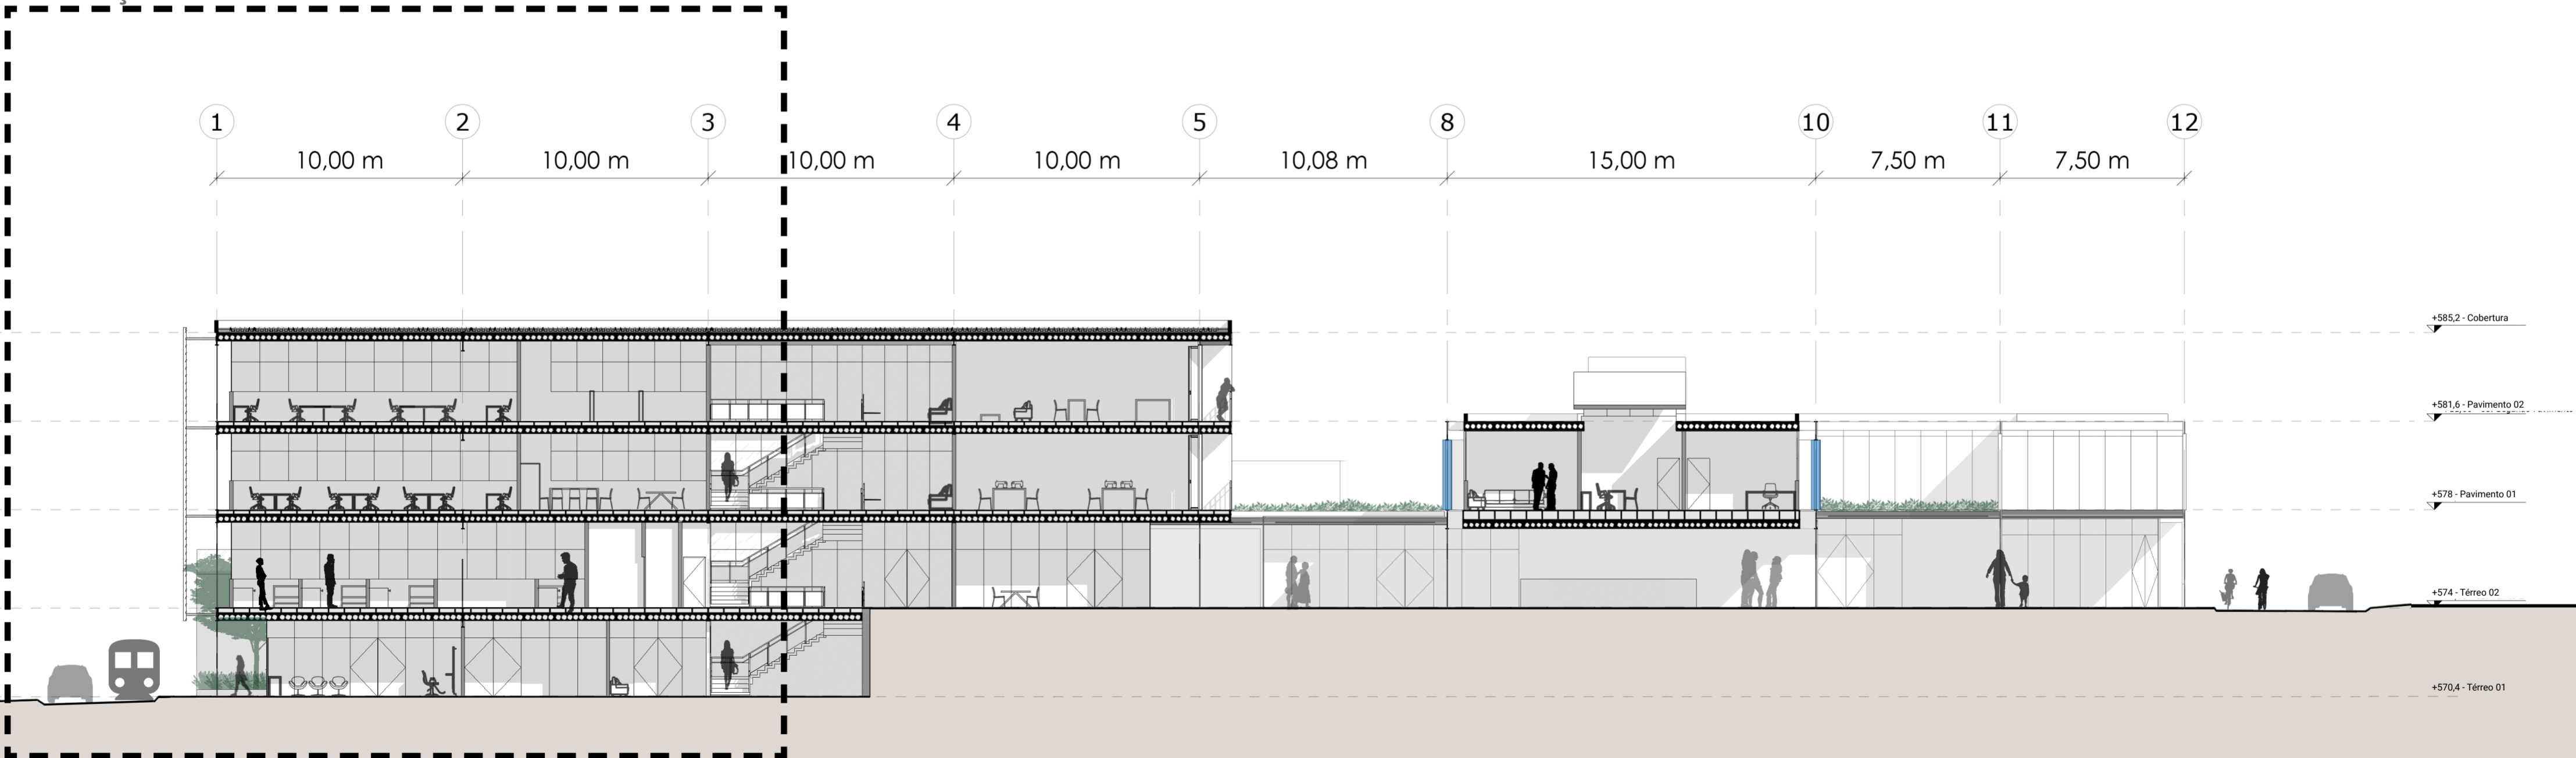 1
2
3
4
5
8
10
11
12
10,00 m
10,00 m
10,00 m
10,00 m
10,08 m
15,00 m
7,50 m
7,50 m
+585,2 - Cobertura
+581,6 - Pavimento 02
+578 - Pavimento 01
+574 - Térreo 02
+570,4 - Térreo 01